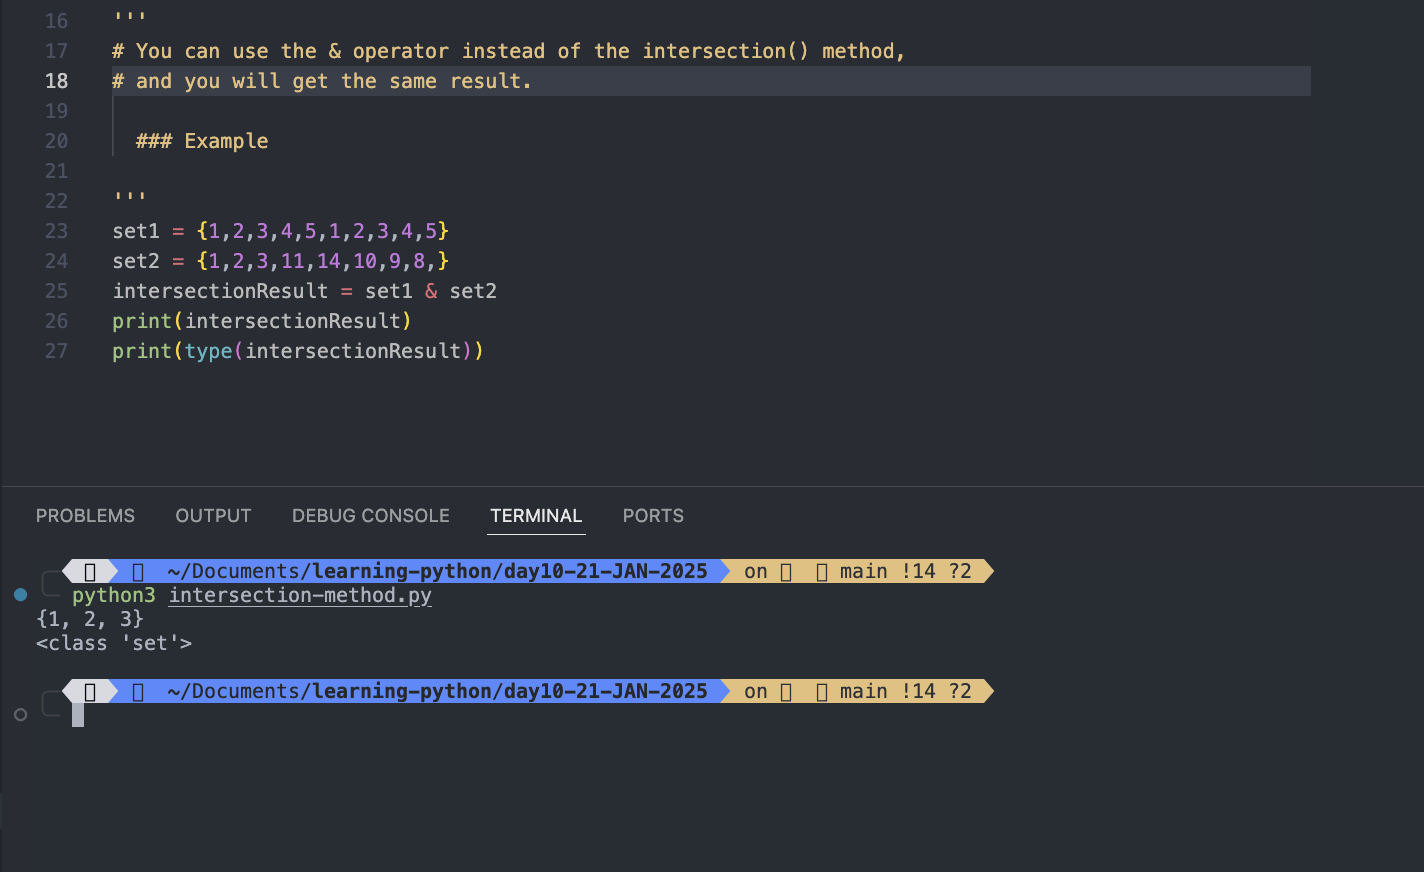 16 '''
17 # You can use the & operator instead of the intersection() method,
18 # and you will get the same result.
19
20 ### Example
21
22 '''
23 set1 = {1,2,3,4,5,1,2,3,4,5}
24 set2 = {1,2,3,11,14,10,9,8,}
25 intersectionResult = set1 & set2
26 print(intersectionResult)
27 print(type(intersectionResult))
PROBLEMS OUTPUT DEBUG CONSOLE TERMINAL PORTS
~/Documents/learning-python/day10-21-JAN-2025 on main !14 ?2
python3 intersection-method.py
{1, 2, 3}
<class 'set'>
~/Documents/learning-python/day10-21-JAN-2025 on main !14 ?2